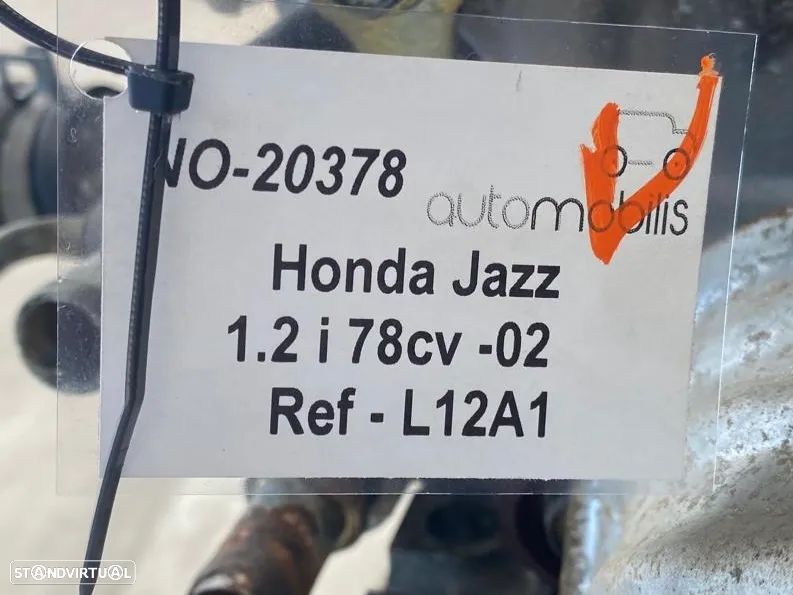 NO-20378
automobilis
Honda Jazz
1.2 i 78cv -02
Ref - L12A1
STANDVIRTUAL